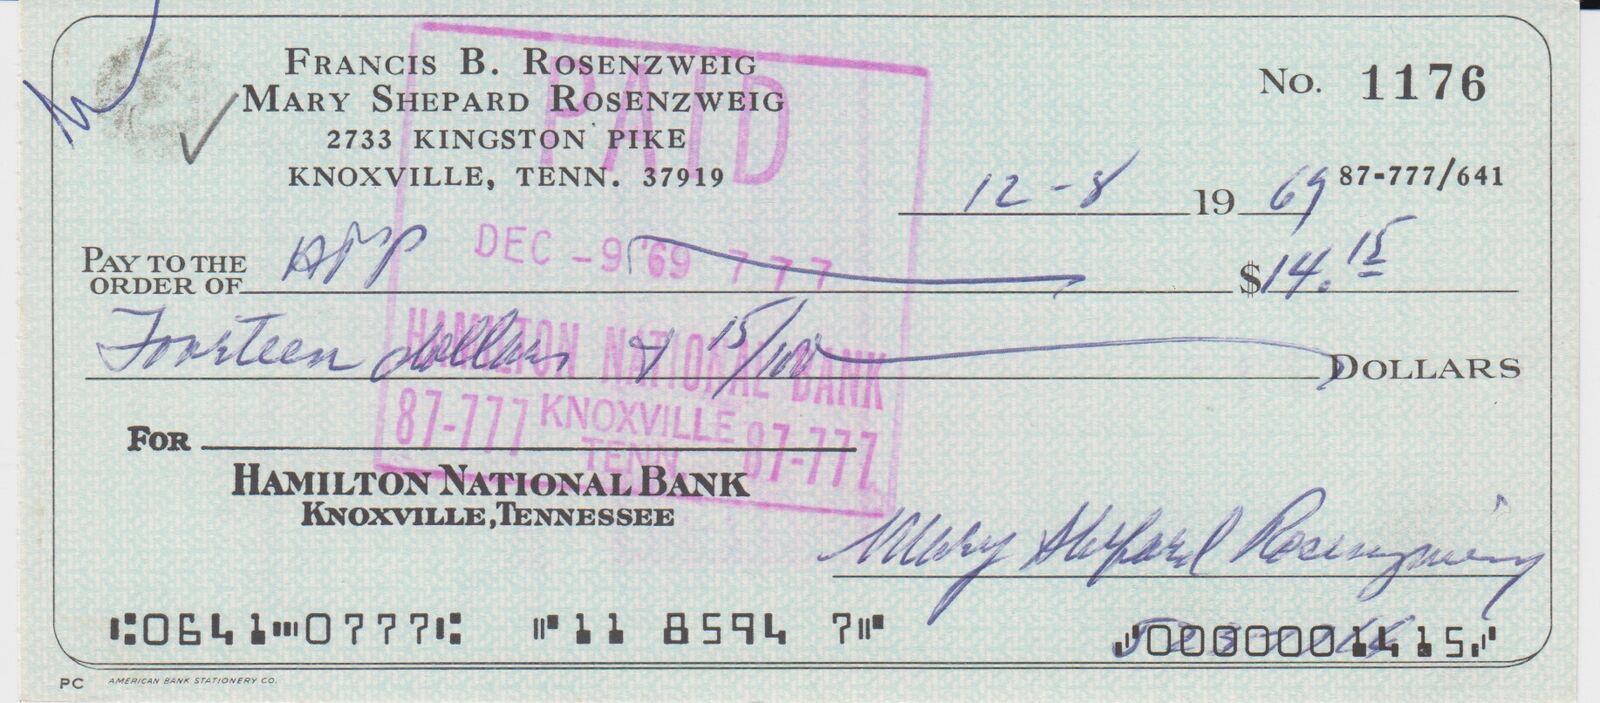 FRANCIS B. ROSENZWEIG
MARY SHEPARD ROSENZWEIG
2733 KINGSTON PIKE
KNOXVILLE, TENN. 37919
No. 1176
12-8 1969
87-777/641
PAID
DEC -9 '69 777
HAMILTON NATIONAL BANK
87-777 KNOXVILLE 87-777
TENN.
PAY TO THE
ORDER OF $14.15
Fourteen dollars & 15/100 DOLLARS
FOR
HAMILTON NATIONAL BANK
KNOXVILLE, TENNESSEE
Mary Shepard Rosenzweig
⑆0641⑉0777⑆ ⑈11 8594 7⑈ ⑇0000001415⑇
PC AMERICAN BANK STATIONERY CO.